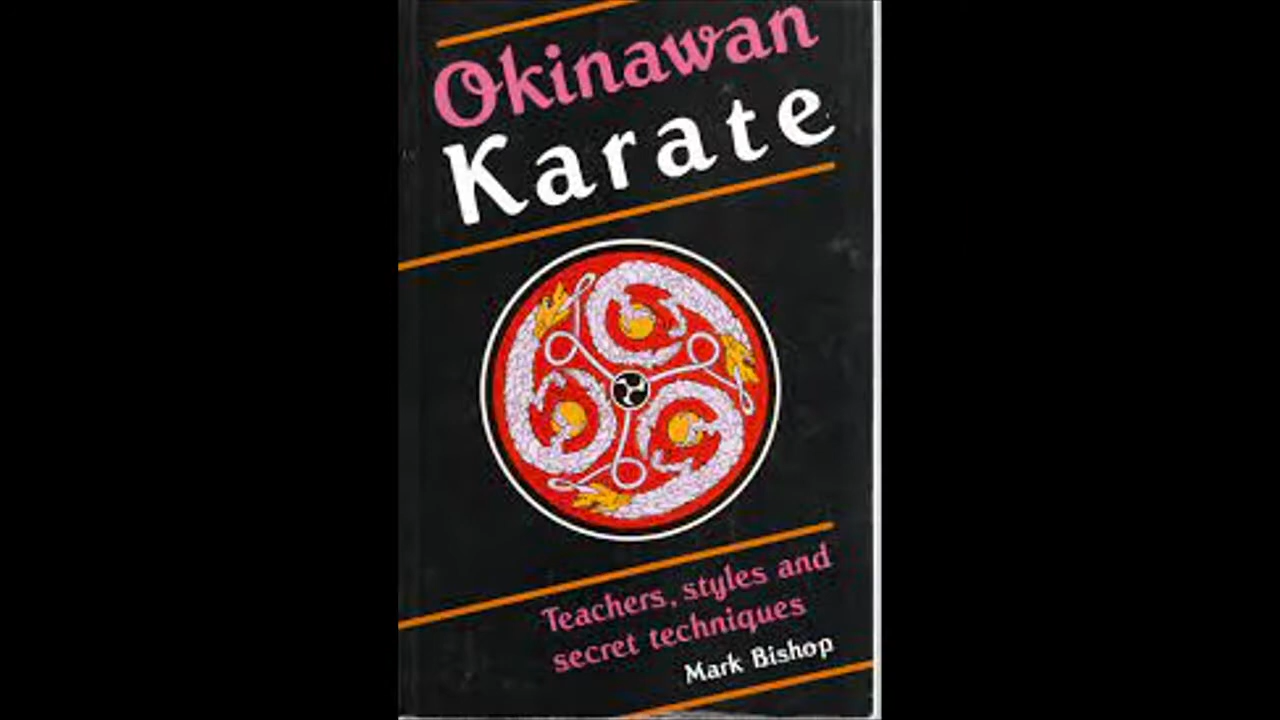 Okinawan
Karate
Teachers, styles and
secret techniques
Mark Bishop